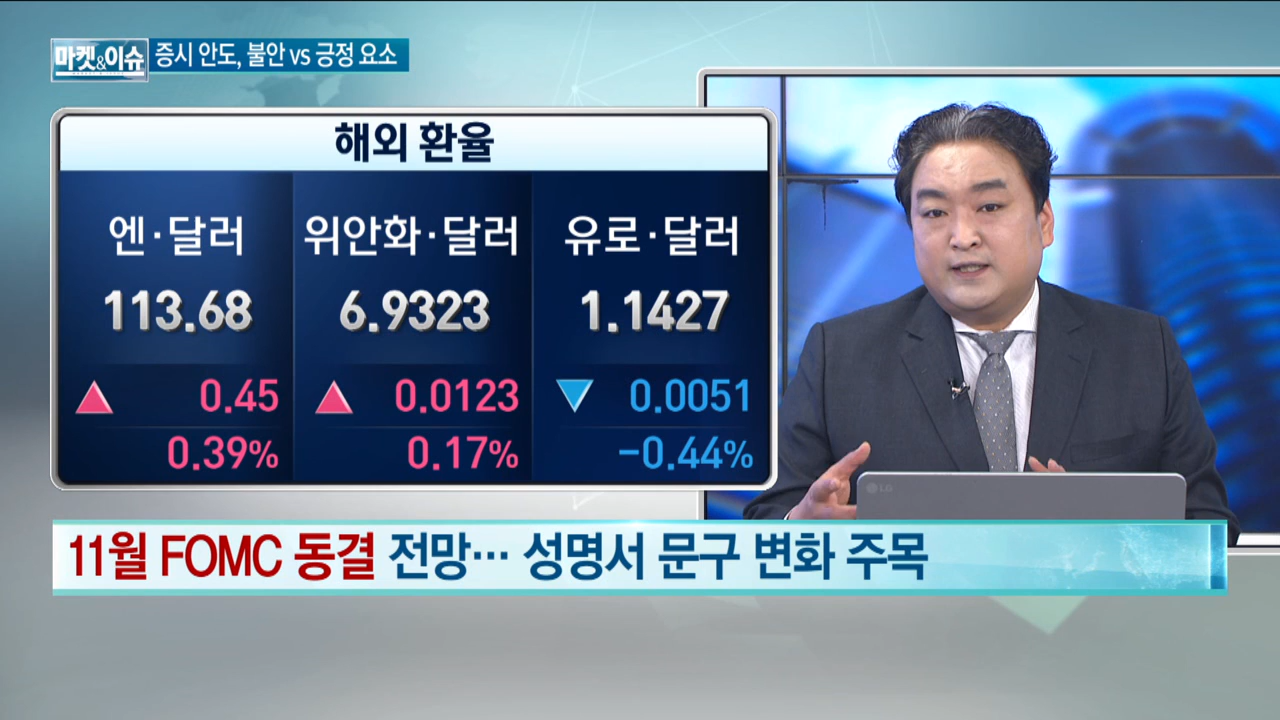 마켓&이슈 증시 안도, 불안 vs 긍정 요소
해외 환율
엔·달러 위안화·달러 유로·달러
113.68 6.9323 1.1427
▲ 0.45 ▲ 0.0123 ▼ 0.0051
0.39% 0.17% -0.44%
LG
11월 FOMC 동결 전망… 성명서 문구 변화 주목